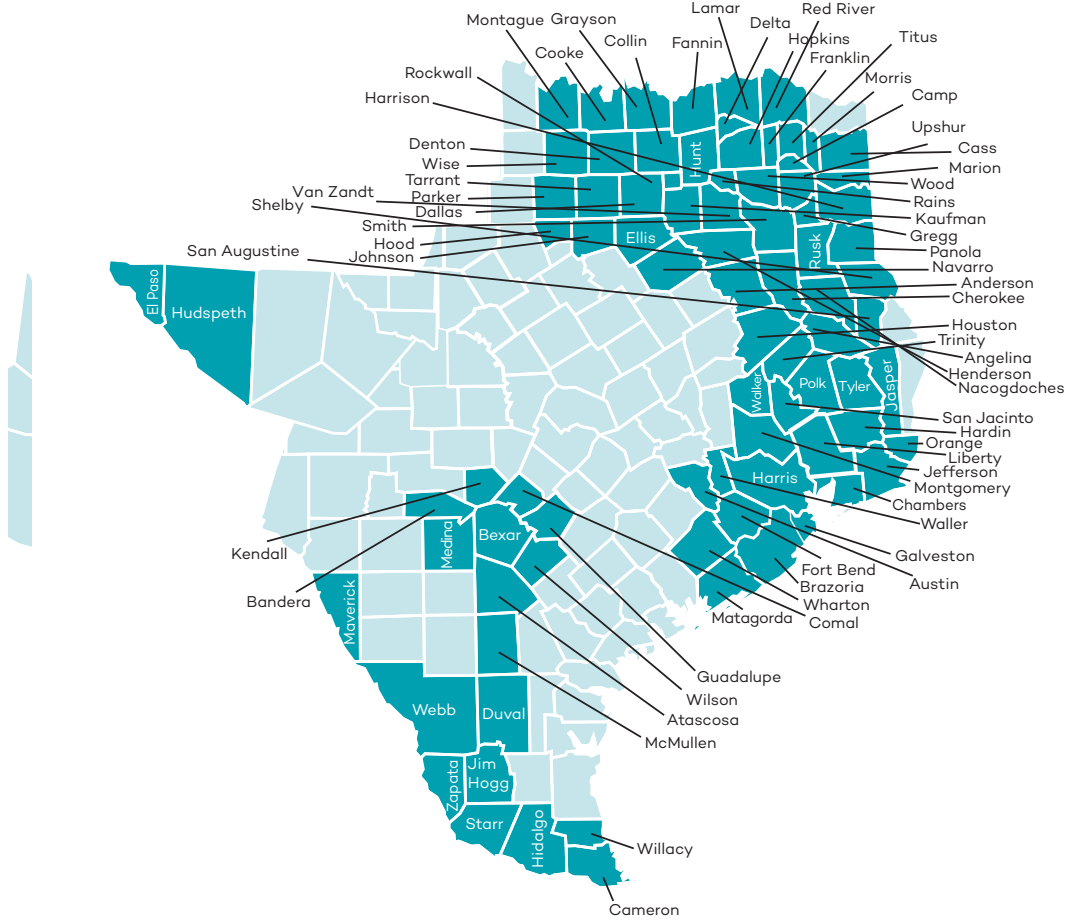 Lamar
Red River
Montague
Grayson
Delta
Collin
Fannin
Hopkins
Titus
Cooke
Franklin
Rockwall
Morris
Harrison
Camp
Upshur
Denton
Hunt
Cass
Wise
Marion
Tarrant
Wood
Van Zandt
Parker
Rains
Shelby
Dallas
Kaufman
Smith
Gregg
Hood
Ellis
Rusk
Panola
San Augustine
Johnson
Navarro
El Paso
Anderson
Hudspeth
Cherokee
Houston
Trinity
Angelina
Henderson
Nacogdoches
Walker
Polk
Tyler
Jasper
San Jacinto
Hardin
Orange
Liberty
Jefferson
Harris
Montgomery
Chambers
Waller
Kendall
Medina
Bexar
Galveston
Fort Bend
Austin
Brazoria
Bandera
Wharton
Maverick
Matagorda
Comal
Guadalupe
Wilson
Webb
Duval
Atascosa
McMullen
Zapata
Jim
Hogg
Starr
Hidalgo
Willacy
Cameron